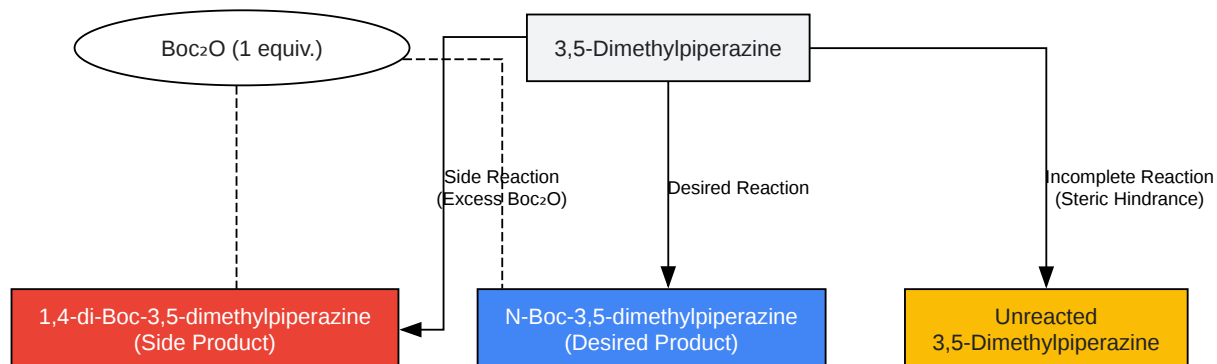 Boc₂O (1 equiv.)
3,5-Dimethylpiperazine
Side Reaction
(Excess Boc₂O)
Desired Reaction
Incomplete Reaction
(Steric Hindrance)
1,4-di-Boc-3,5-dimethylpiperazine
(Side Product)
N-Boc-3,5-dimethylpiperazine
(Desired Product)
Unreacted
3,5-Dimethylpiperazine